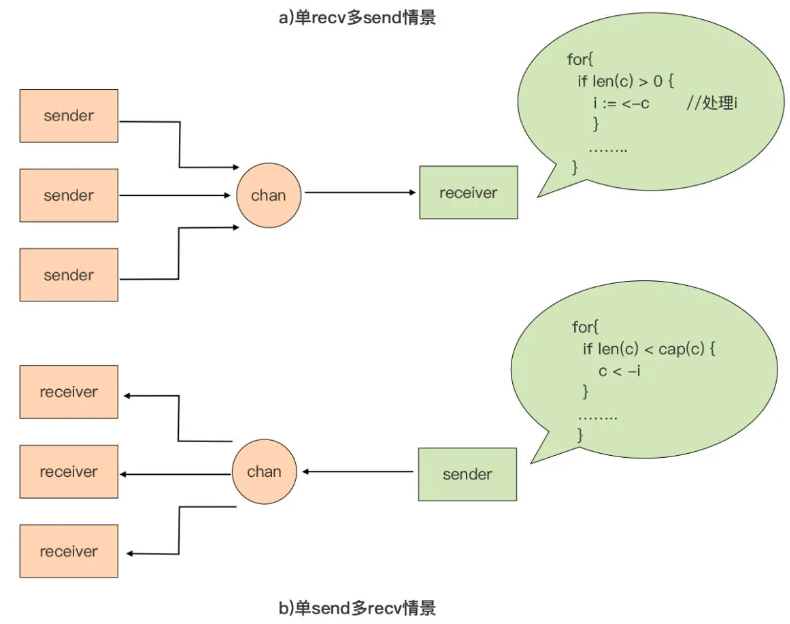 a)单recv多send情景
for{
if len(c) > 0 {
i := <-c //处理i
}
……..
}
sender
sender
sender
chan
receiver
for{
if len(c) < cap(c) {
c < -i
}
……..
}
receiver
receiver
receiver
chan
sender
b)单send多recv情景